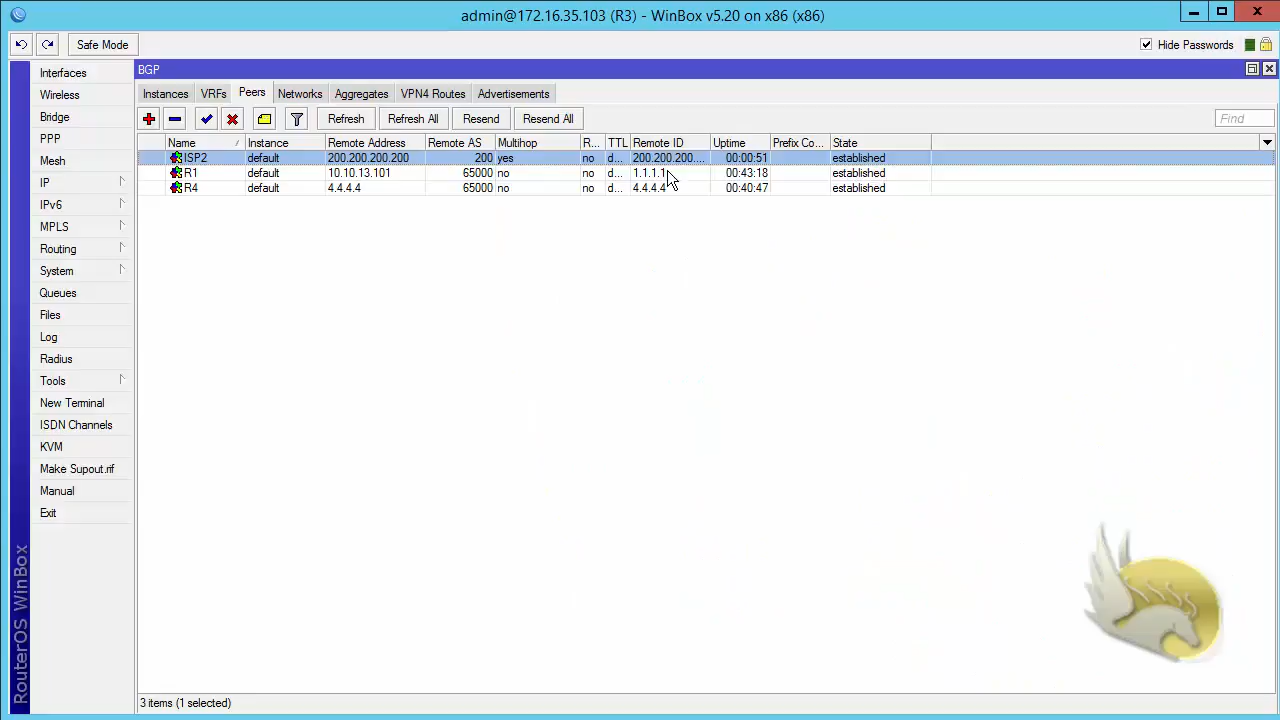 admin@172.16.35.103 (R3) - WinBox v5.20 on x86 (x86)
Safe Mode
Hide Passwords
Interfaces
Wireless
Bridge
PPP
Mesh
IP
IPv6
MPLS
Routing
System
Queues
Files
Log
Radius
Tools
New Terminal
ISDN Channels
KVM
Make Supout.rif
Manual
Exit
RouterOS WinBox
BGP
Instances VRFs Peers Networks Aggregates VPN4 Routes Advertisements
Refresh Refresh All Resend Resend All Find
Name Instance Remote Address Remote AS Multihop R... TTL Remote ID Uptime Prefix Co... State
ISP2 default 200.200.200.200 200 yes no d... 200.200.200.... 00:00:51 established
R1 default 10.10.13.101 65000 no no d... 1.1.1.1 00:43:18 established
R4 default 4.4.4.4 65000 no no d... 4.4.4.4 00:40:47 established
3 items (1 selected)